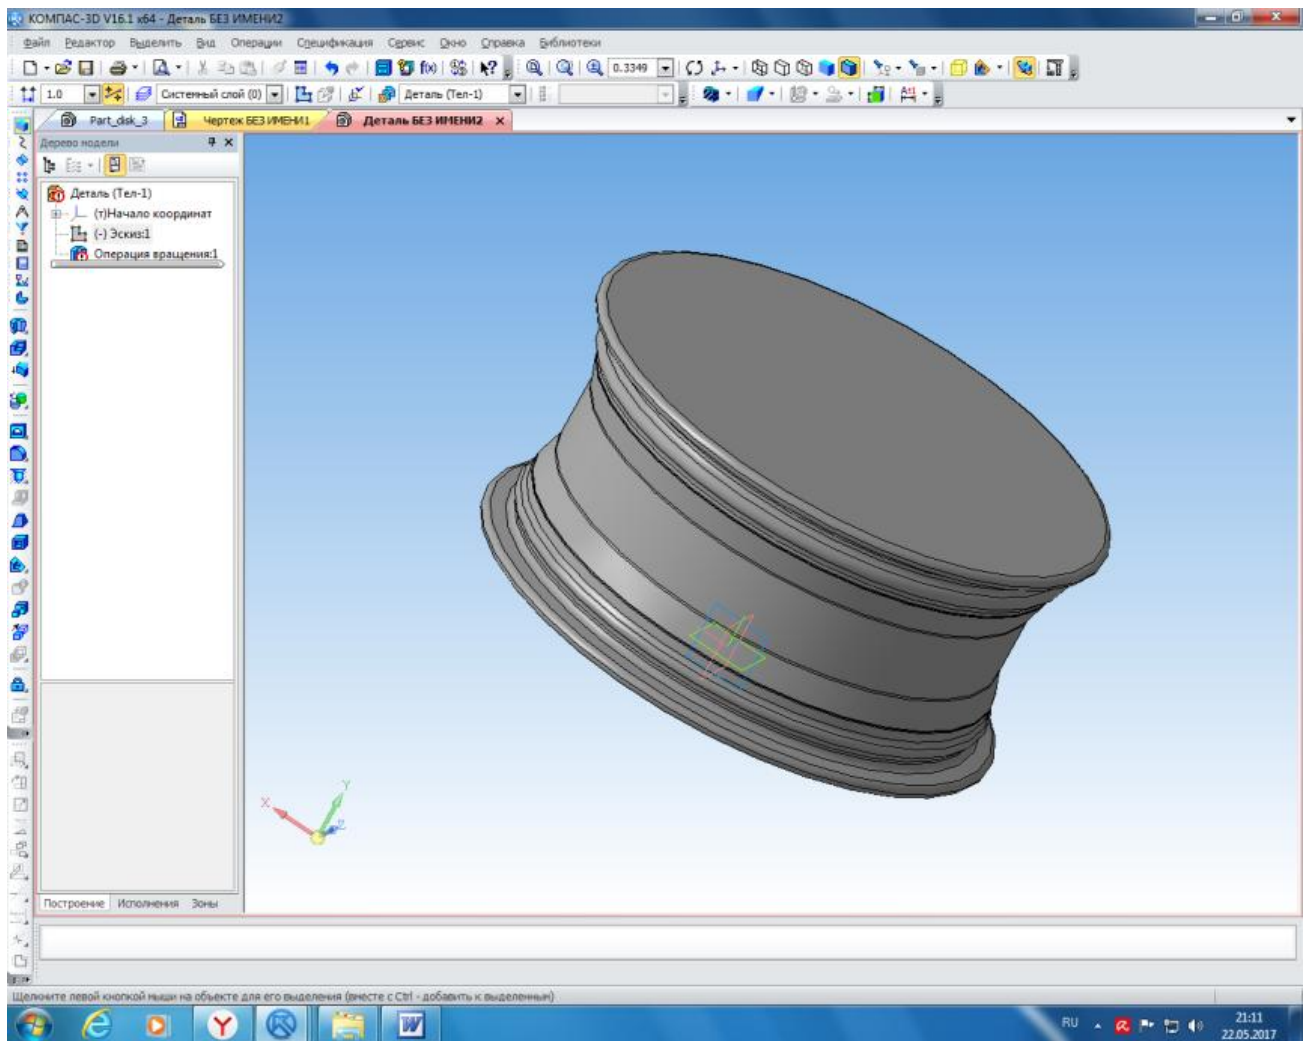 КОМПАС-3D V16.1 x64 - Деталь БЕЗ ИМЕНИ2
Файл Редактор Выделить Вид Операции Спецификация Сервис Окно Справка Библиотеки
0.3349
1.0 Системный слой (0) Деталь (Тел-1)
Part_disk_3 Чертеж БЕЗ ИМЕНИ1 Деталь БЕЗ ИМЕНИ2
Дерево модели
Деталь (Тел-1)
(т)Начало координат
(-) Эскиз:1
Операция вращения:1
Y
X
Z
Построение Исполнения Зоны
Щелкните левой кнопкой мыши на объекте для его выделения (вместе с Ctrl - добавить к выделенным)
RU
21:11
22.05.2017